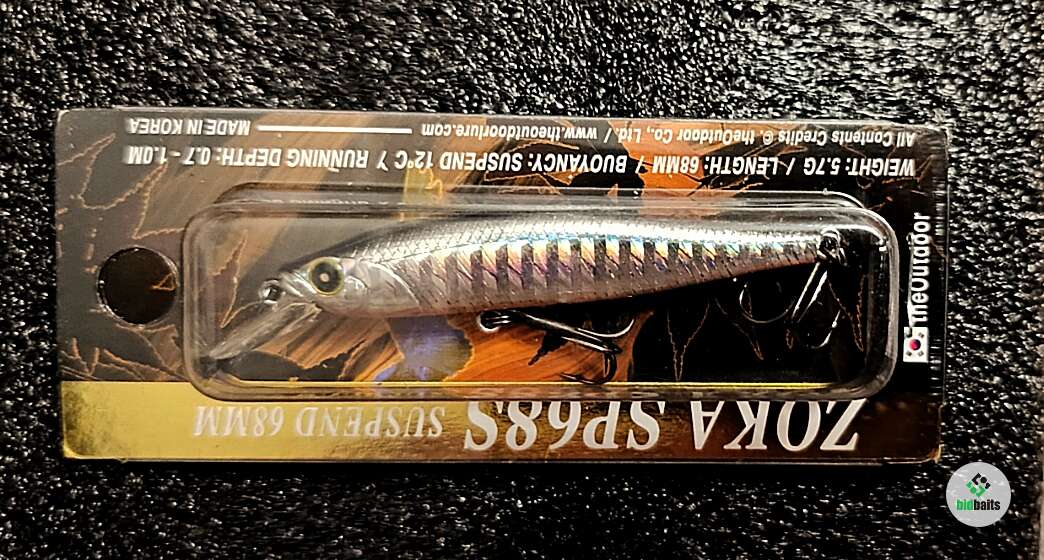 ZOKA SP68S SUSPEND 68MM
WEIGHT: 5.7G / LENGTH: 68MM / BUOYANCY: SUSPEND 12°C Y RUNNING DEPTH: 0.7 - 1.0M
All Contents Credits © theOutdoor Co., Ltd. / www.theoutdoorlure.com MADE IN KOREA
theOutdoor
bidbaits